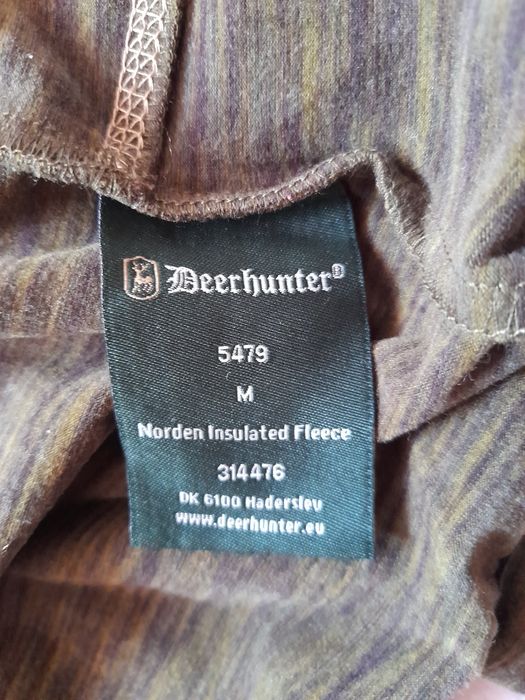 Deerhunter®
5479
M
Norden Insulated Fleece
314476
DK 6100 Haderslev
www.deerhunter.eu